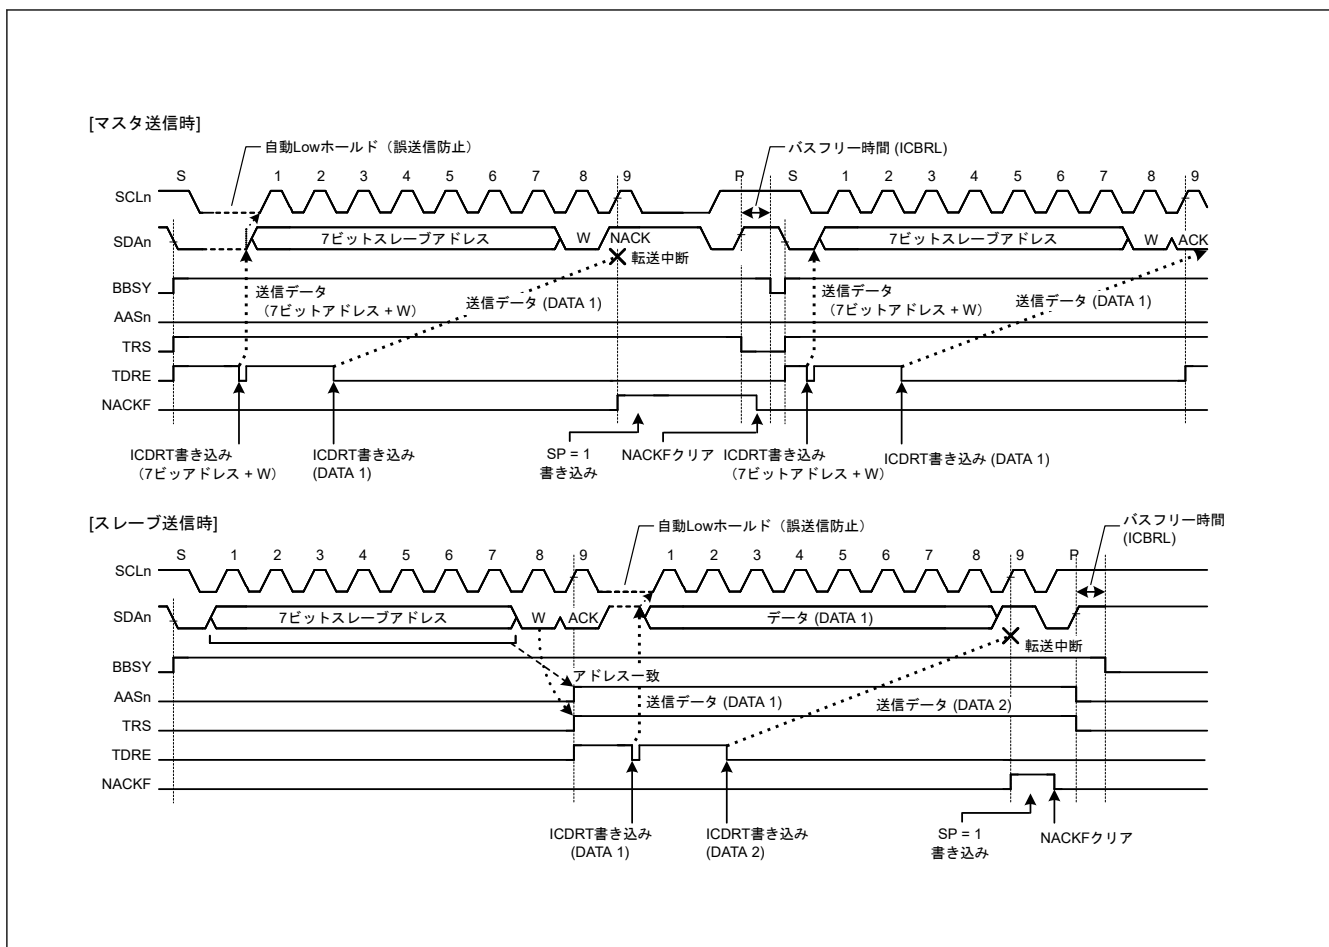 [マスタ送信時]
自動Lowホールド（誤送信防止）
バスフリー時間 (ICBRL)
S 1 2 3 4 5 6 7 8 9 P S 1 2 3 4 5 6 7 8 9
SCLn
SDAn 7ビットスレーブアドレス W NACK 7ビットスレーブアドレス W ACK
転送中断
BBSY
送信データ
（7ビットアドレス + W）
送信データ (DATA 1)
送信データ
（7ビットアドレス + W）
送信データ (DATA 1)
AASn
TRS
TDRE
NACKF
ICDRT書き込み
（7ビッアドレス + W）
ICDRT書き込み
(DATA 1)
SP = 1
書き込み
NACKFクリア
ICDRT書き込み
（7ビットアドレス + W）
ICDRT書き込み (DATA 1)
[スレーブ送信時]
自動Lowホールド（誤送信防止）
バスフリー時間
(ICBRL)
S 1 2 3 4 5 6 7 8 9 1 2 3 4 5 6 7 8 9 P
SCLn
SDAn 7ビットスレーブアドレス W ACK データ (DATA 1)
転送中断
BBSY
アドレス一致
AASn
送信データ (DATA 1)
送信データ (DATA 2)
TRS
TDRE
NACKF
ICDRT書き込み
(DATA 1)
ICDRT書き込み
(DATA 2)
SP = 1
書き込み
NACKFクリア